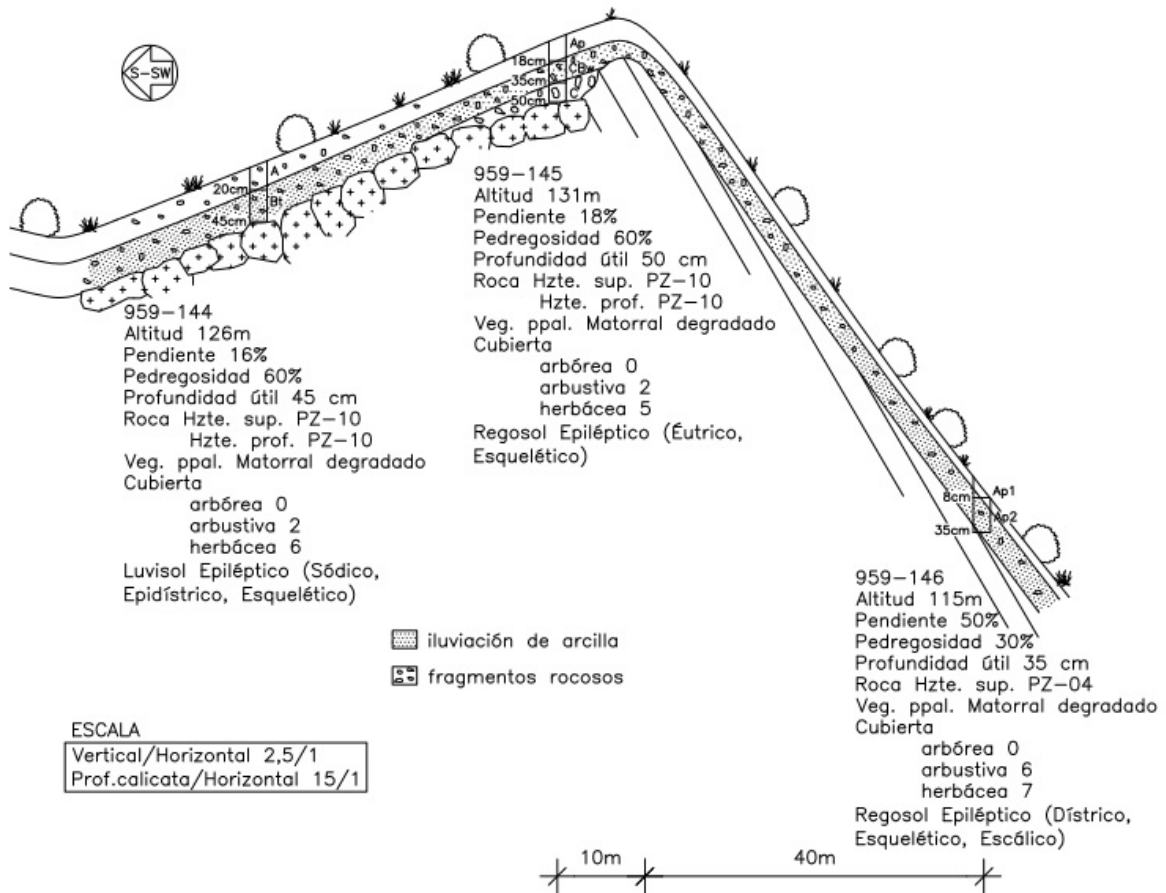 S-SW
18cm
35cm
50cm
Ap
CBw
C
20cm
45cm
A
Bt
959-145
Altitud 131m
Pendiente 18%
Pedregosidad 60%
Profundidad útil 50 cm
Roca Hzte. sup. PZ-10
Hzte. prof. PZ-10
Veg. ppal. Matorral degradado
Cubierta
arbórea 0
arbustiva 2
herbácea 5
Regosol Epiléptico (Éutrico,
Esquelético)
959-144
Altitud 126m
Pendiente 16%
Pedregosidad 60%
Profundidad útil 45 cm
Roca Hzte. sup. PZ-10
Hzte. prof. PZ-10
Veg. ppal. Matorral degradado
Cubierta
arbórea 0
arbustiva 2
herbácea 6
Luvisol Epiléptico (Sódico,
Epidístrico, Esquelético)
8cm
35cm
Ap1
Ap2
959-146
Altitud 115m
Pendiente 50%
Pedregosidad 30%
Profundidad útil 35 cm
Roca Hzte. sup. PZ-04
Veg. ppal. Matorral degradado
Cubierta
arbórea 0
arbustiva 6
herbácea 7
Regosol Epiléptico (Dístrico,
Esquelético, Escálico)
iluviación de arcilla
fragmentos rocosos
ESCALA
Vertical/Horizontal 2,5/1
Prof.calicata/Horizontal 15/1
10m
40m